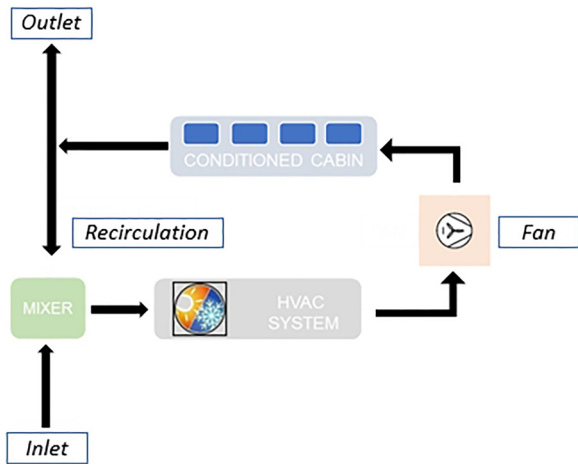 Outlet
CONDITIONED CABIN
Recirculation
Fan
MIXER
HVAC
SYSTEM
Inlet